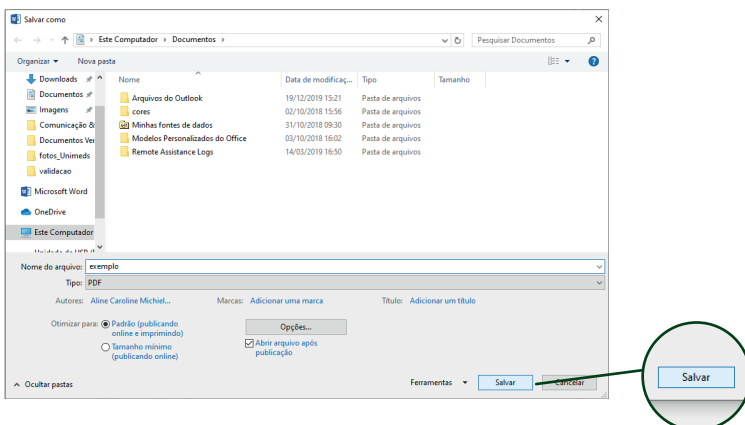 Salvar como
Este Computador > Documentos >
Pesquisar Documentos
Organizar
Nova pasta
Downloads
Documentos
Imagens
Comunicação &
Documentos Ver
fotos_Unimeds
validacao
Microsoft Word
OneDrive
Este Computador
Nome Data de modificaç... Tipo Tamanho
Arquivos do Outlook 19/12/2019 15:21 Pasta de arquivos
cores 02/10/2018 15:56 Pasta de arquivos
Minhas fontes de dados 31/10/2018 09:30 Pasta de arquivos
Modelos Personalizados do Office 03/10/2018 16:02 Pasta de arquivos
Remote Assistance Logs 14/03/2019 16:50 Pasta de arquivos
Nome do arquivo: exemplo
Tipo: PDF
Autores: Aline Caroline Michiel... Marcas: Adicionar uma marca Título: Adicionar um título
Otimizar para: Padrão (publicando
online e imprimindo)
Tamanho mínimo
(publicando online)
Opções...
Abrir arquivo após
publicação
Ocultar pastas
Ferramentas
Salvar
Cancelar
Salvar